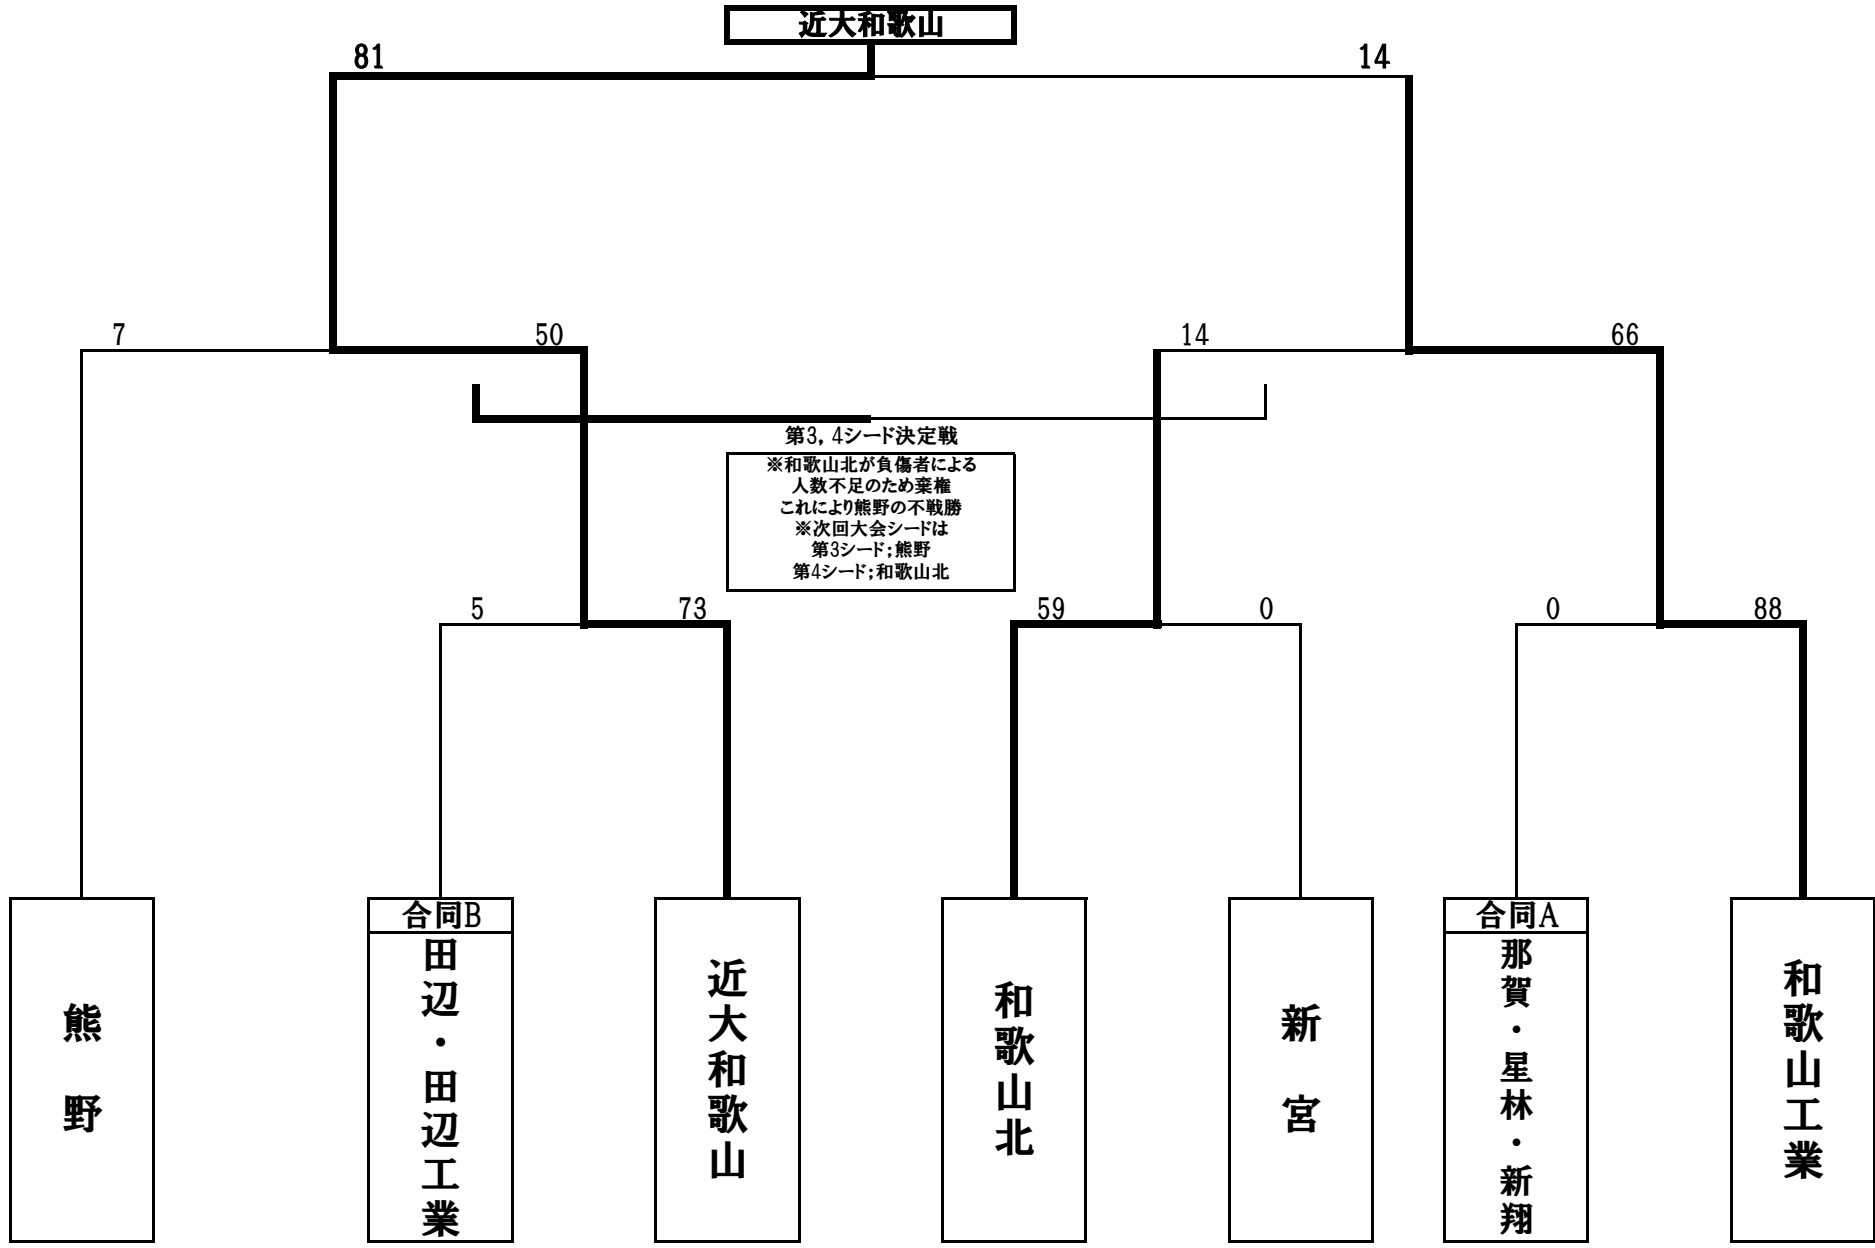 近大和歌山
81
14
7
50
14
66
第3，4シード決定戦
※和歌山北が負傷者による
人数不足のため棄権
これにより熊野の不戦勝
※次回大会シードは
第3シード；熊野
第4シード；和歌山北
5
73
59
0
0
88
熊野
合同B
田辺・田辺工業
近大和歌山
和歌山北
新宮
合同A
那賀・星林・新翔
和歌山工業